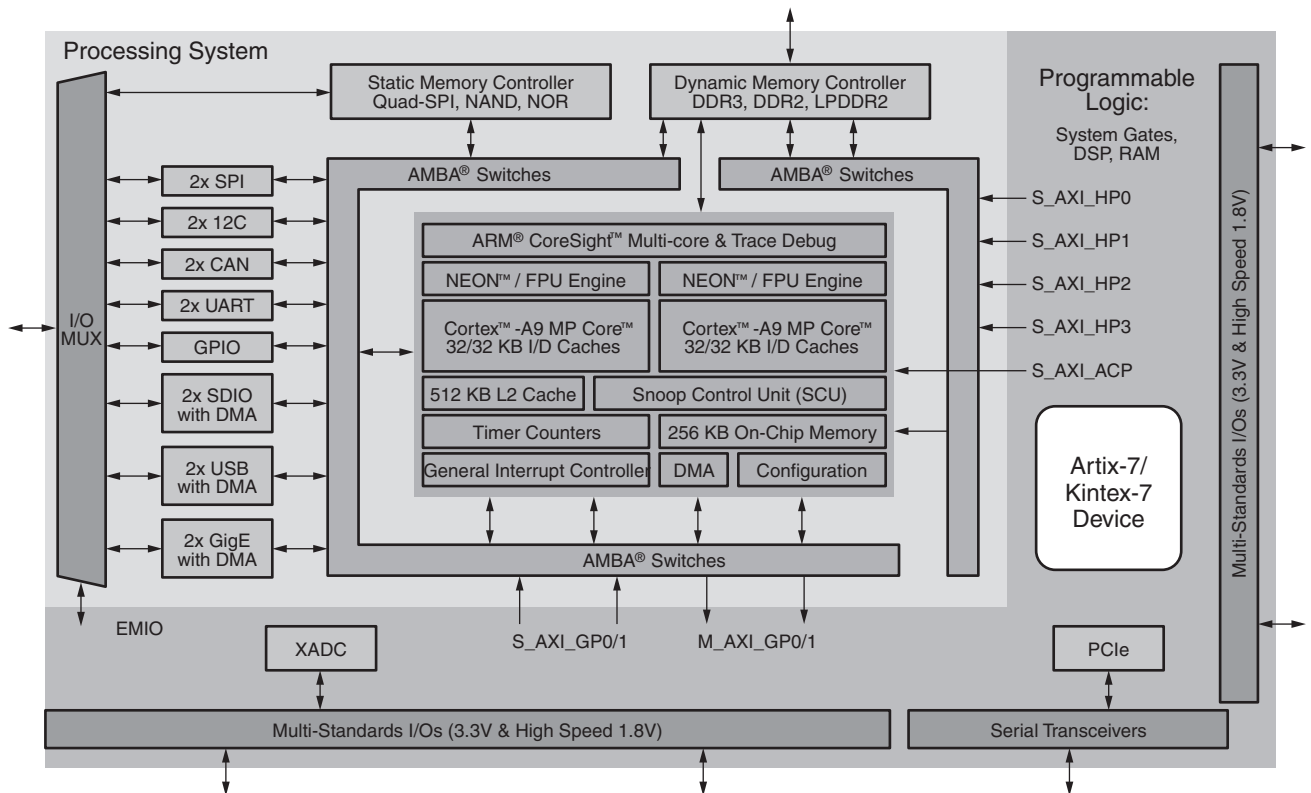 Processing System
Static Memory Controller
Quad-SPI, NAND, NOR
Dynamic Memory Controller
DDR3, DDR2, LPDDR2
Programmable
Logic:
System Gates,
DSP, RAM
AMBA® Switches
AMBA® Switches
2x SPI
2x 12C
2x CAN
2x UART
GPIO
2x SDIO
with DMA
2x USB
with DMA
2x GigE
with DMA
I/O
MUX
ARM® CoreSight™ Multi-core & Trace Debug
NEON™ / FPU Engine
NEON™ / FPU Engine
Cortex™ -A9 MP Core™
32/32 KB I/D Caches
Cortex™ -A9 MP Core™
32/32 KB I/D Caches
512 KB L2 Cache
Snoop Control Unit (SCU)
Timer Counters
256 KB On-Chip Memory
General Interrupt Controller
DMA
Configuration
AMBA® Switches
S_AXI_HP0
S_AXI_HP1
S_AXI_HP2
S_AXI_HP3
S_AXI_ACP
Artix-7/
Kintex-7
Device
Multi-Standards I/Os (3.3V & High Speed 1.8V)
EMIO
S_AXI_GP0/1
M_AXI_GP0/1
XADC
PCIe
Multi-Standards I/Os (3.3V & High Speed 1.8V)
Serial Transceivers